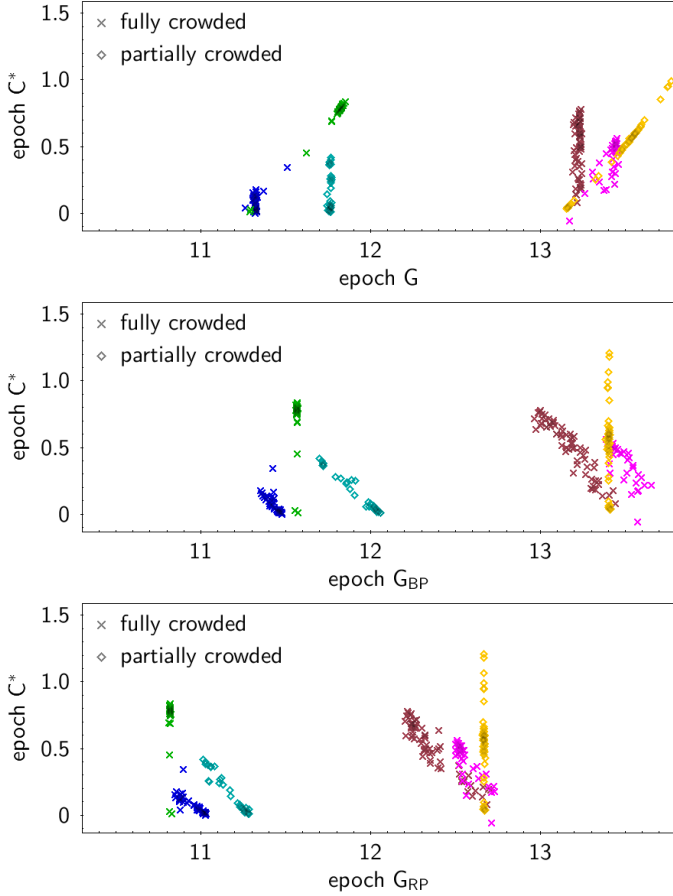 epoch C*
1.5
1.0
0.5
0
× fully crowded
◇ partially crowded
11 12 13
epoch G
epoch C*
1.5
1.0
0.5
0
× fully crowded
◇ partially crowded
11 12 13
epoch G_BP
epoch C*
1.5
1.0
0.5
0
× fully crowded
◇ partially crowded
11 12 13
epoch G_RP